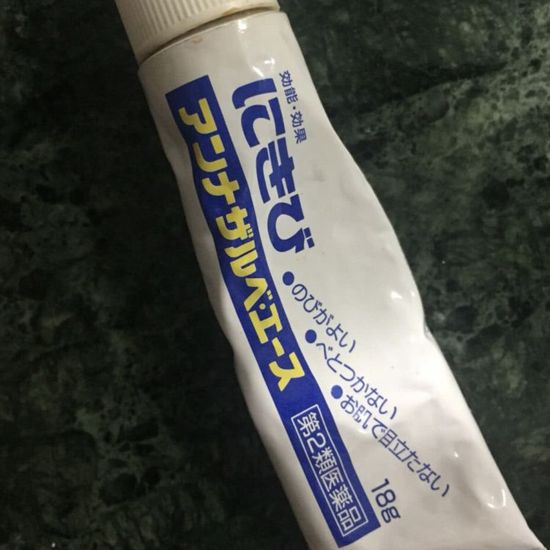 効能・効果
にきび
アンナザルベ・エース
●のびがよい
●べとつかない
●お肌で目立たない
第2類医薬品
18g